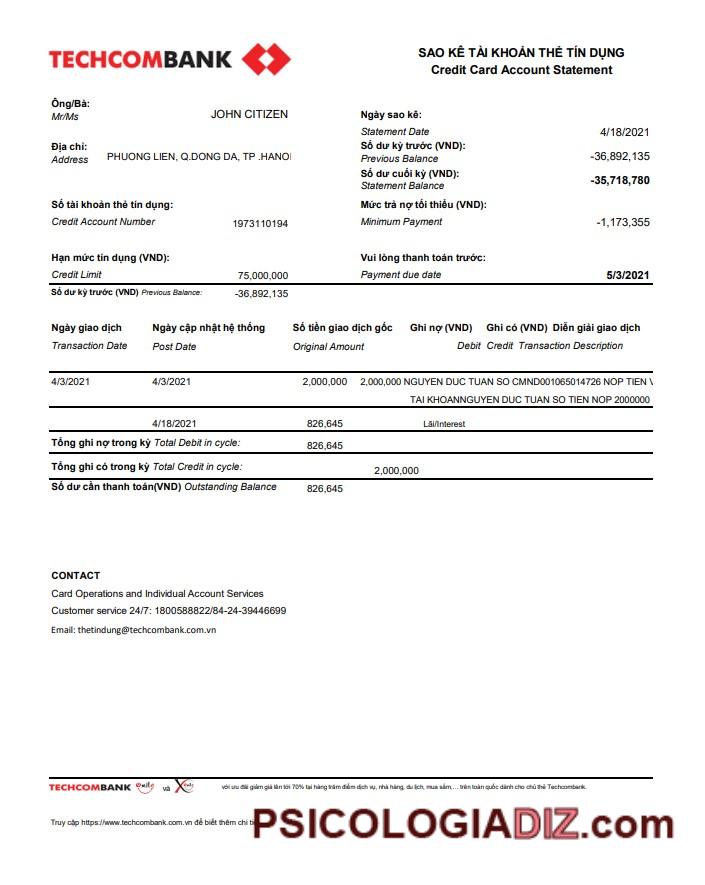 TECHCOMBANK
SAO KÊ TÀI KHOẢN THẺ TÍN DỤNG
Credit Card Account Statement
Ông/Bà:
Mr/Ms JOHN CITIZEN
Ngày sao kê:
Statement Date 4/18/2021
Địa chỉ:
Address PHUONG LIEN, Q.DONG DA, TP .HANOI
Số dư kỳ trước (VND):
Previous Balance -36,892,135
Số dư cuối kỳ (VND):
Statement Balance -35,718,780
Số tài khoản thẻ tín dụng:
Credit Account Number 1973110194
Mức trả nợ tối thiểu (VND):
Minimum Payment -1,173,355
Hạn mức tín dụng (VND):
Credit Limit 75,000,000
Vui lòng thanh toán trước:
Payment due date 5/3/2021
Số dư kỳ trước (VND) Previous Balance: -36,892,135
Ngày giao dịch Ngày cập nhật hệ thống Số tiền giao dịch gốc Ghi nợ (VND) Ghi có (VND) Diễn giải giao dịch
Transaction Date Post Date Original Amount Debit Credit Transaction Description
4/3/2021 4/3/2021 2,000,000 2,000,000 NGUYEN DUC TUAN SO CMND001065014726 NOP TIEN V
TAI KHOANNGUYEN DUC TUAN SO TIEN NOP 2000000
4/18/2021 826,645 Lãi/Interest
Tổng ghi nợ trong kỳ Total Debit in cycle: 826,645
Tổng ghi có trong kỳ Total Credit in cycle: 2,000,000
Số dư cần thanh toán(VND) Outstanding Balance 826,645
CONTACT
Card Operations and Individual Account Services
Customer service 24/7: 1800588822/84-24-39446699
Email: thetindung@techcombank.com.vn
TECHCOMBANK Smile và với ưu đãi giảm giá lên tới 70% tại hàng trăm điểm dịch vụ, nhà hàng, du lịch, mua sắm,... trên toàn quốc dành cho chủ thẻ Techcombank.
Truy cập https://www.techcombank.com.vn để biết thêm chi ti
PSICOLOGIADIZ.com